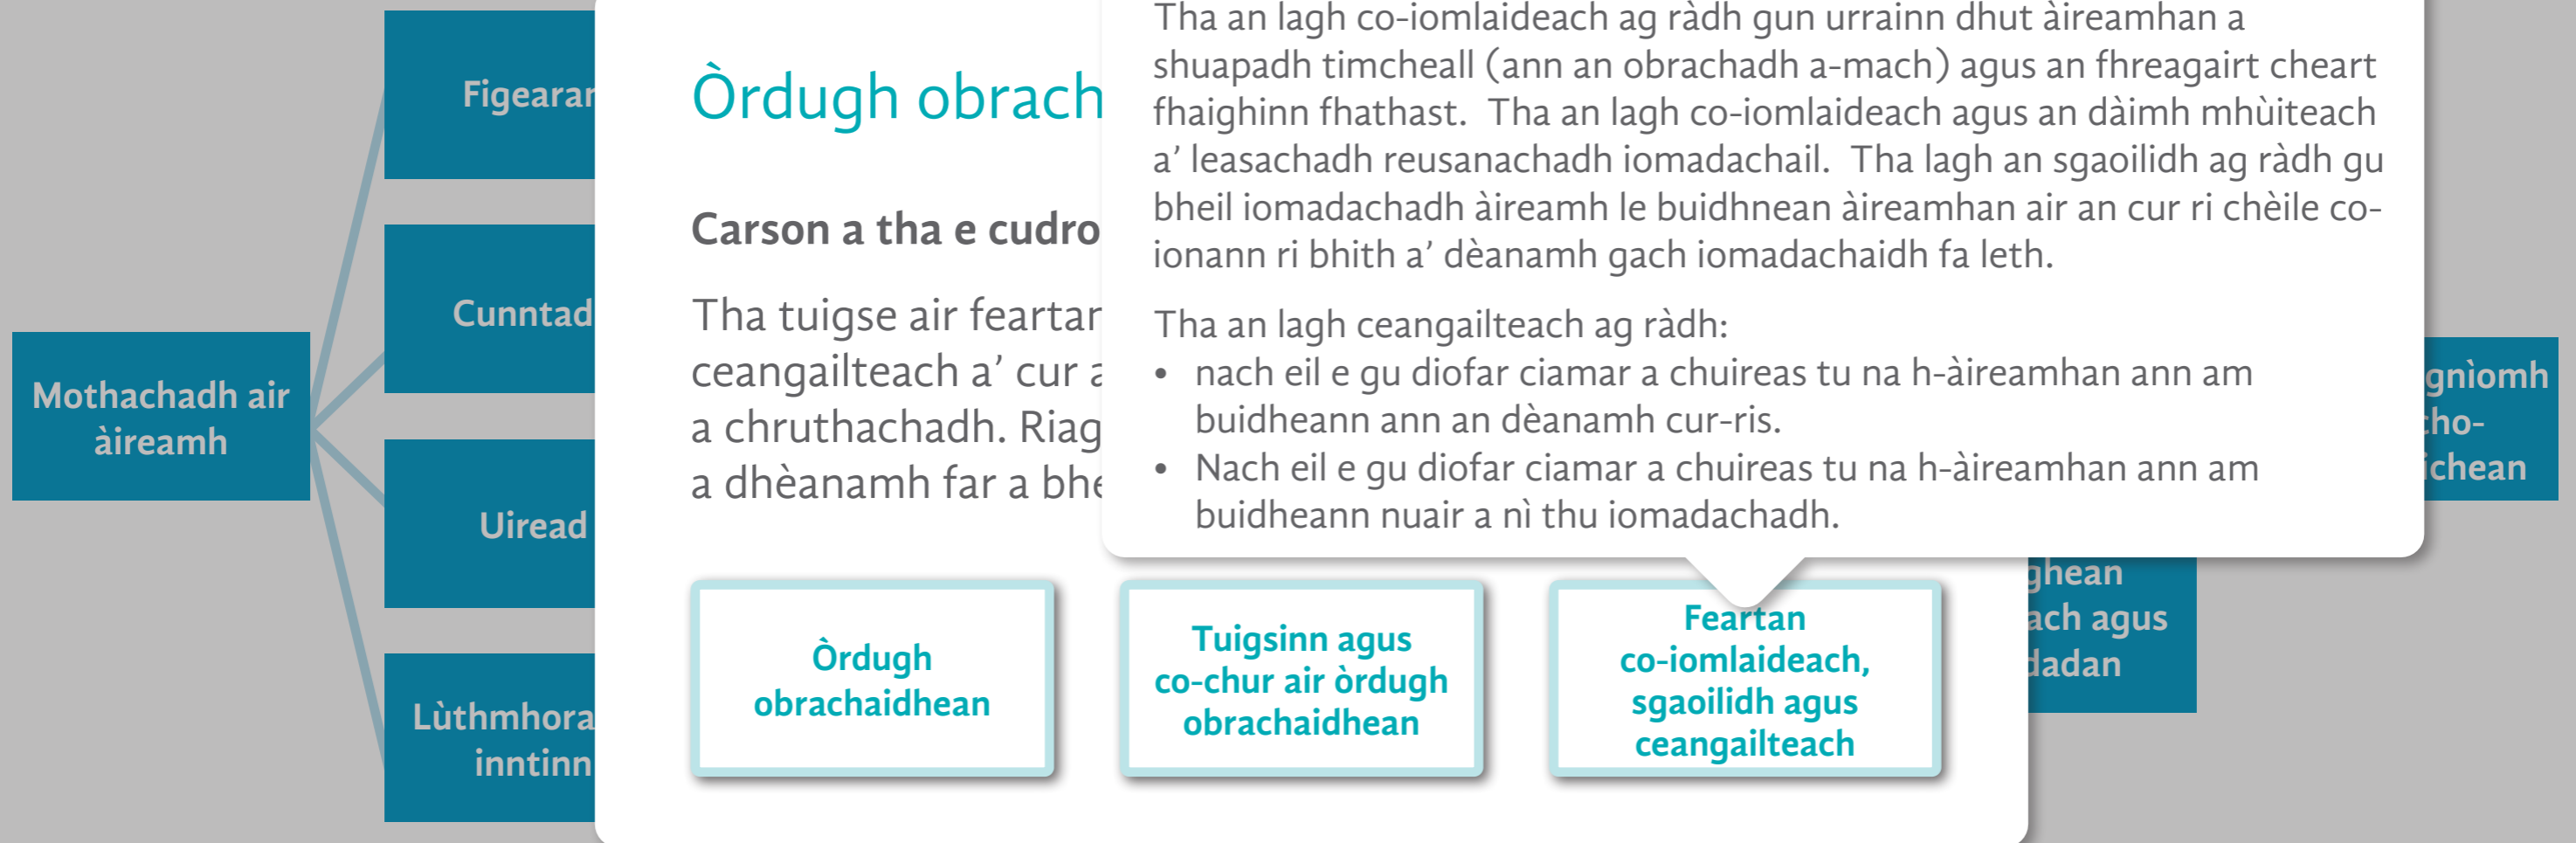 Mothachadh air
àireamh
Figearan
Cunntad
Uiread
Lùthmhora
inntinn
Òrdugh obrach
Carson a tha e cudro
Tha tuigse air feartan
ceangailteach a’ cur a
a chruthachadh. Riag
a dhèanamh far a bhe
Tha an lagh co-iomlaideach ag ràdh gun urrainn dhut àireamhan a
shuapadh timcheall (ann an obrachadh a-mach) agus an fhreagairt cheart
fhaighinn fhathast. Tha an lagh co-iomlaideach agus an dàimh mhùiteach
a’ leasachadh reusanachadh iomadachail. Tha lagh an sgaoilidh ag ràdh gu
bheil iomadachadh àireamh le buidhnean àireamhan air an cur ri chèile co-
ionann ri bhith a’ dèanamh gach iomadachaidh fa leth.
Tha an lagh ceangailteach ag ràdh:
• nach eil e gu diofar ciamar a chuireas tu na h-àireamhan ann am
buidheann ann an dèanamh cur-ris.
• Nach eil e gu diofar ciamar a chuireas tu na h-àireamhan ann am
buidheann nuair a nì thu iomadachadh.
Òrdugh
obrachaidhean
Tuigsinn agus
co-chur air òrdugh
obrachaidhean
Feartan
co-iomlaideach,
sgaoilidh agus
ceangailteach
ghean
ach agus
dadan
gnìomh
cho-
ichean